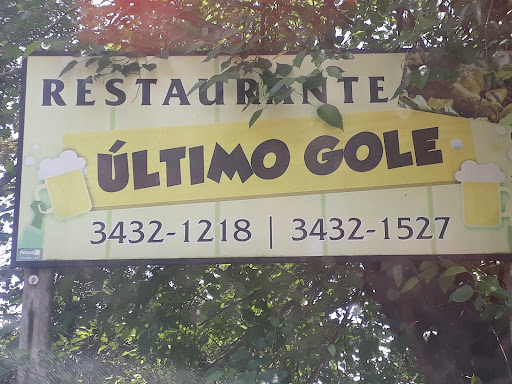 RESTAURANTE
ÚLTIMO GOLE
3432-1218 | 3432-1527